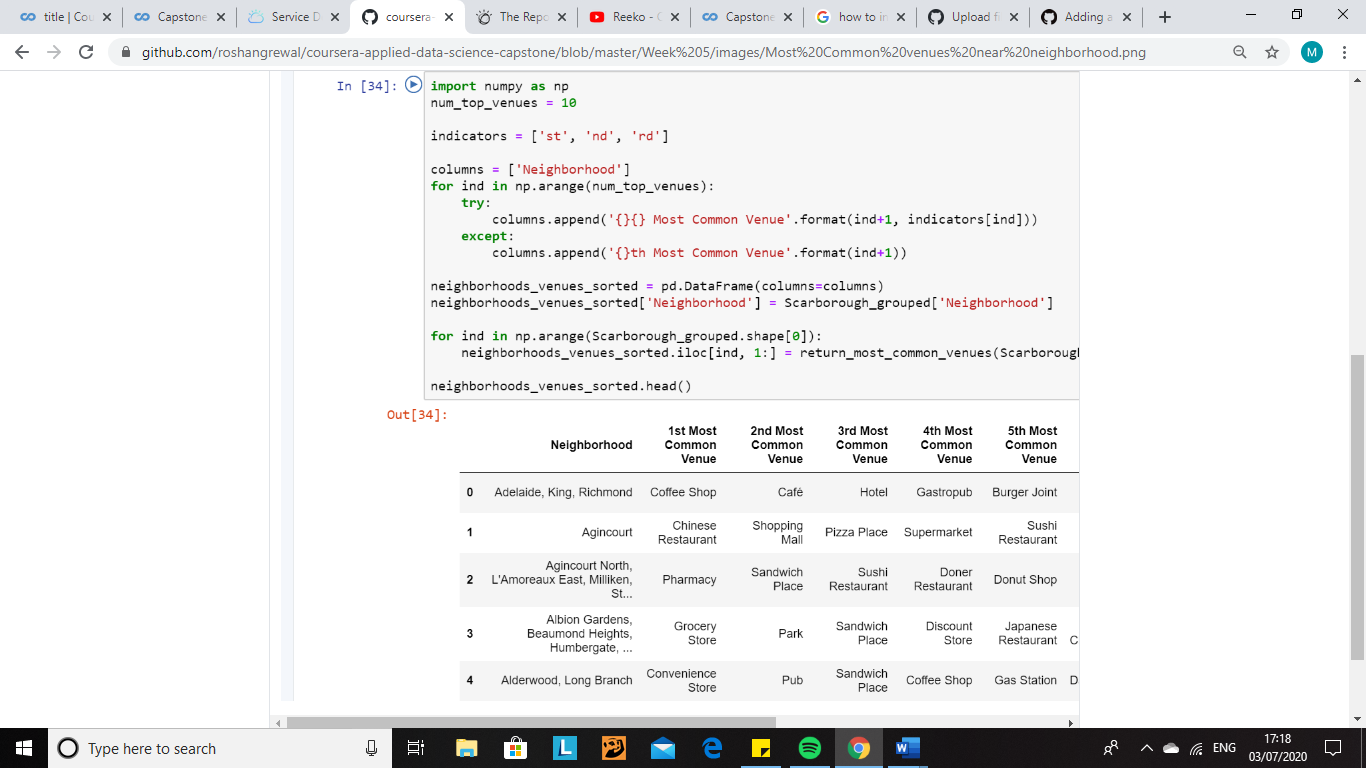 title | Cou
Capstone
Service D
coursera-
The Repo
Reeko - C
Capstone
how to in
Upload fi
Adding a
github.com/roshangrewal/coursera-applied-data-science-capstone/blob/master/Week%205/images/Most%20Common%20venues%20near%20neighborhood.png
M
In [34]:
import numpy as np
num_top_venues = 10
indicators = ['st', 'nd', 'rd']
columns = ['Neighborhood']
for ind in np.arange(num_top_venues):
    try:
        columns.append('{}{} Most Common Venue'.format(ind+1, indicators[ind]))
    except:
        columns.append('{}th Most Common Venue'.format(ind+1))
neighborhoods_venues_sorted = pd.DataFrame(columns=columns)
neighborhoods_venues_sorted['Neighborhood'] = Scarborough_grouped['Neighborhood']
for ind in np.arange(Scarborough_grouped.shape[0]):
    neighborhoods_venues_sorted.iloc[ind, 1:] = return_most_common_venues(Scarborough
neighborhoods_venues_sorted.head()
Out[34]:
1st Most 2nd Most 3rd Most 4th Most 5th Most
Neighborhood Common Common Common Common Common
Venue Venue Venue Venue Venue
0 Adelaide, King, Richmond Coffee Shop Café Hotel Gastropub Burger Joint
Chinese Shopping Sushi
1 Agincourt Pizza Place Supermarket
Restaurant Mall Restaurant
Agincourt North, Sandwich Sushi Doner
2 L'Amoreaux East, Milliken, Pharmacy Donut Shop
St... Place Restaurant Restaurant
Albion Gardens, Grocery Sandwich Discount Japanese
3 Beaumond Heights, Park
Humbergate, ... Store Place Store Restaurant C
Convenience Sandwich
4 Alderwood, Long Branch Pub Coffee Shop Gas Station D
Store Place
Type here to search
L
W
ENG
17:18
03/07/2020